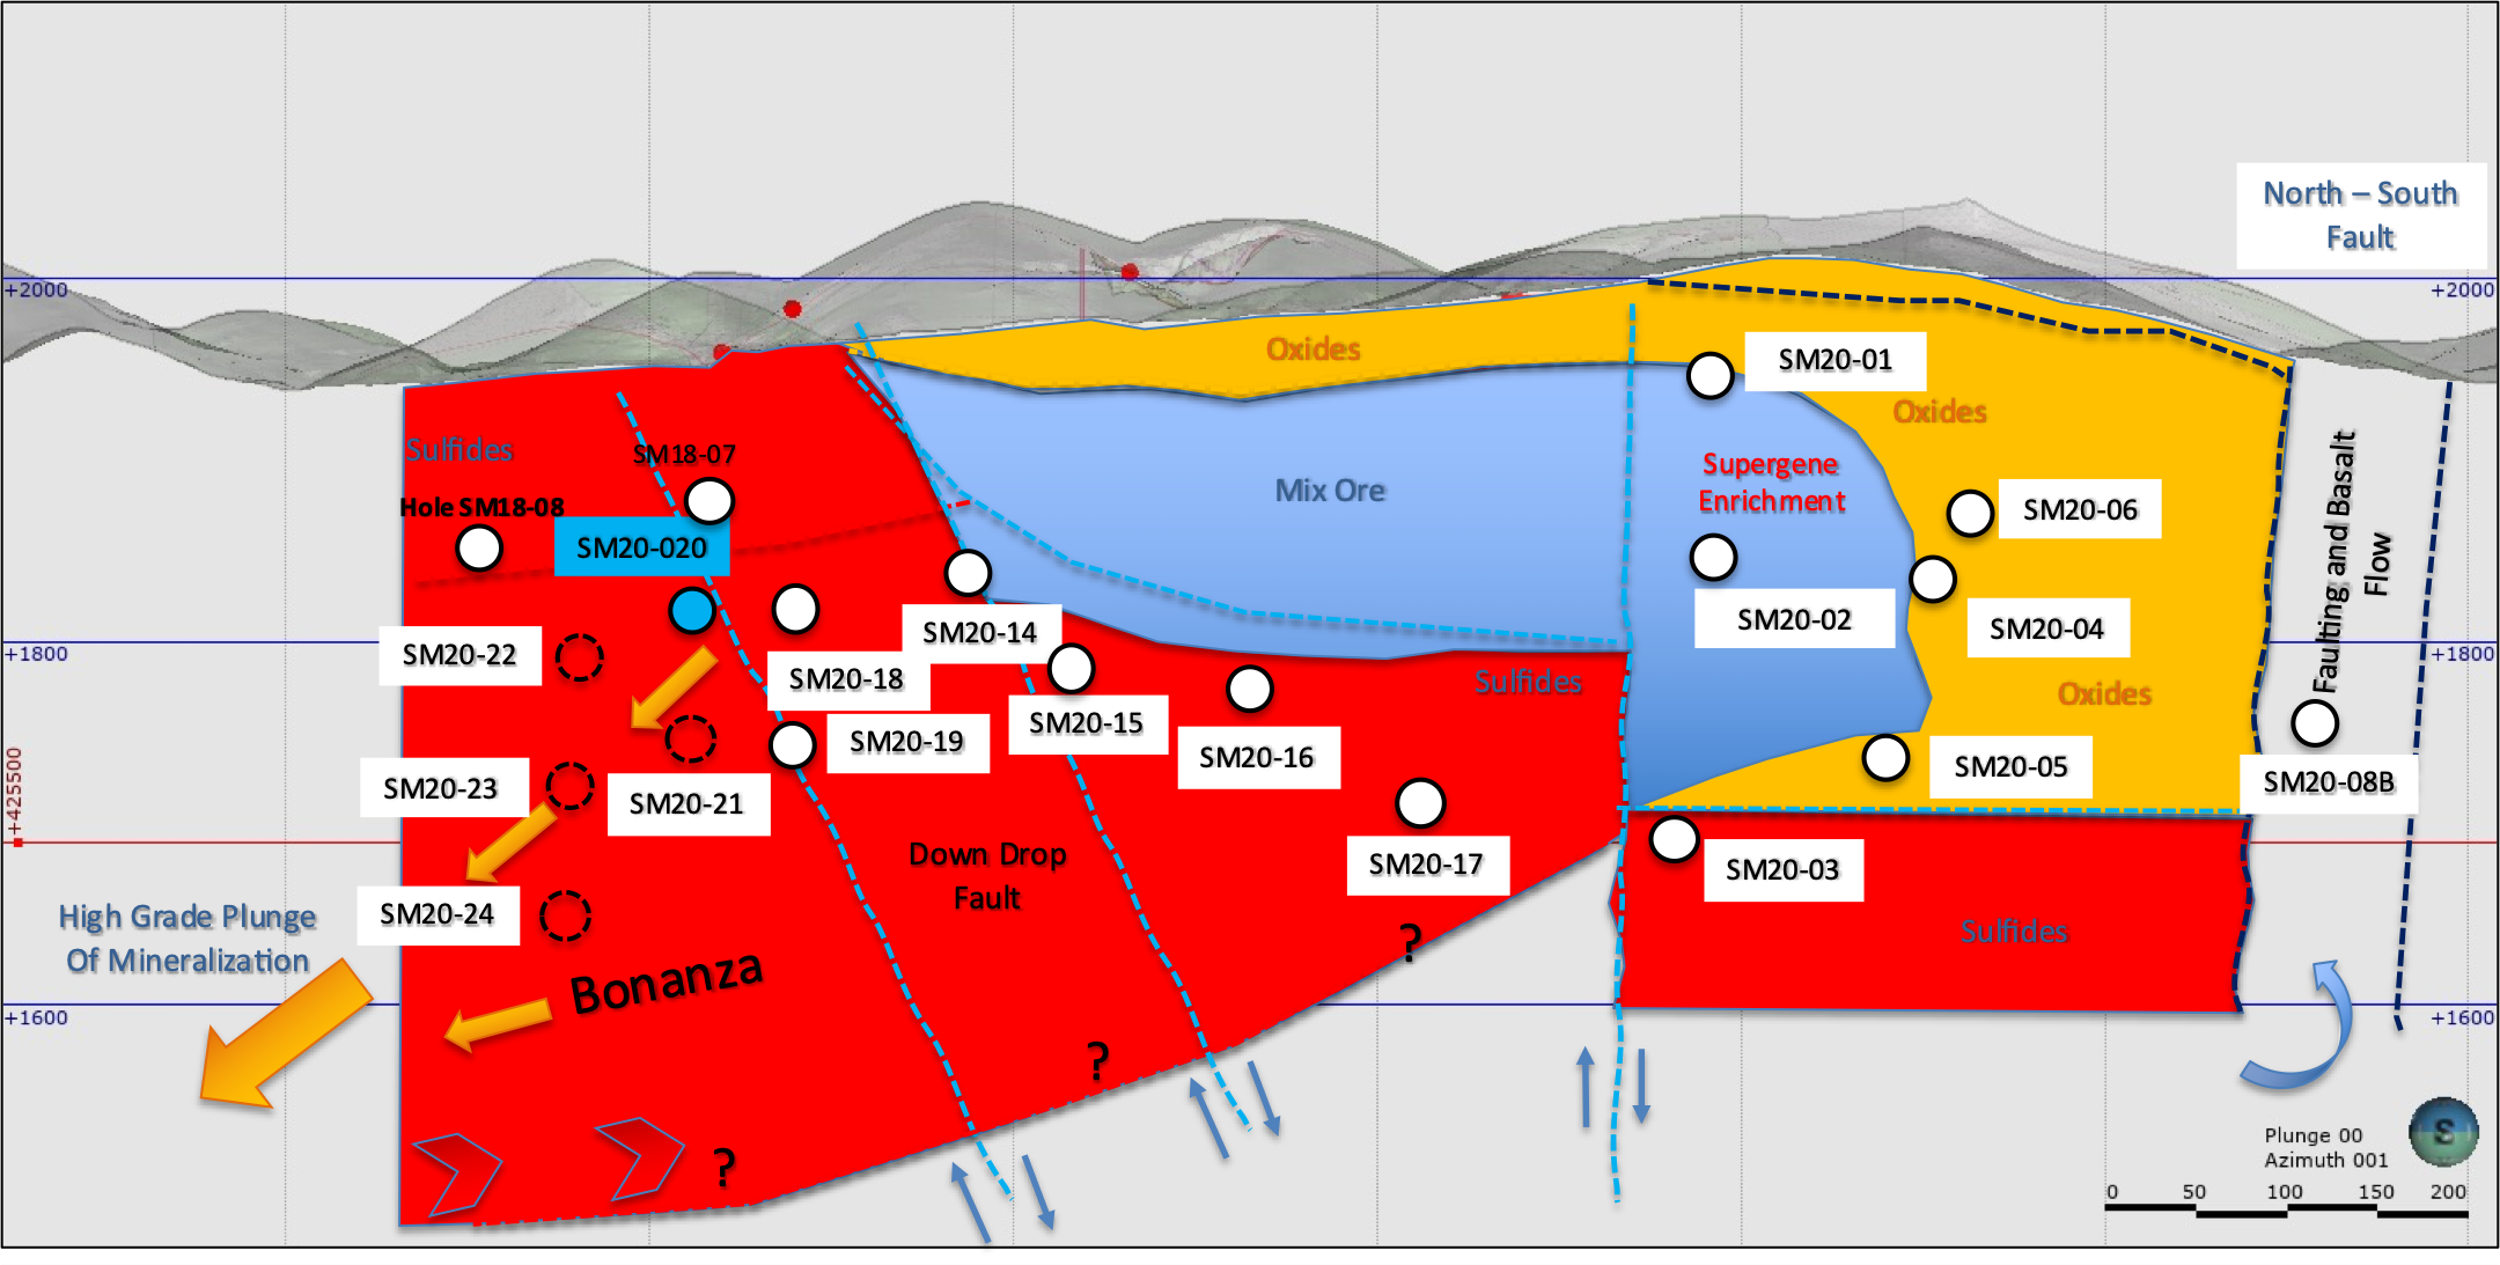 North – South
Fault
+2000
+2000
Oxides
SM20-01
Oxides
Sulfides
SM18-07
Supergene
Enrichment
Mix Ore
Hole SM18-08
SM20-06
SM20-020
Faulting and Basalt
Flow
SM20-02
SM20-04
SM20-14
SM20-22
+1800
+1800
SM20-18
Sulfides
Oxides
SM20-15
SM20-19
SM20-16
SM20-05
SM20-08B
SM20-23
SM20-21
+425500
Down Drop
Fault
SM20-17
SM20-03
SM20-24
High Grade Plunge
Of Mineralization
Sulfides
?
Bonanza
+1600
+1600
?
?
S
Plunge 00
Azimuth 001
0 50 100 150 200